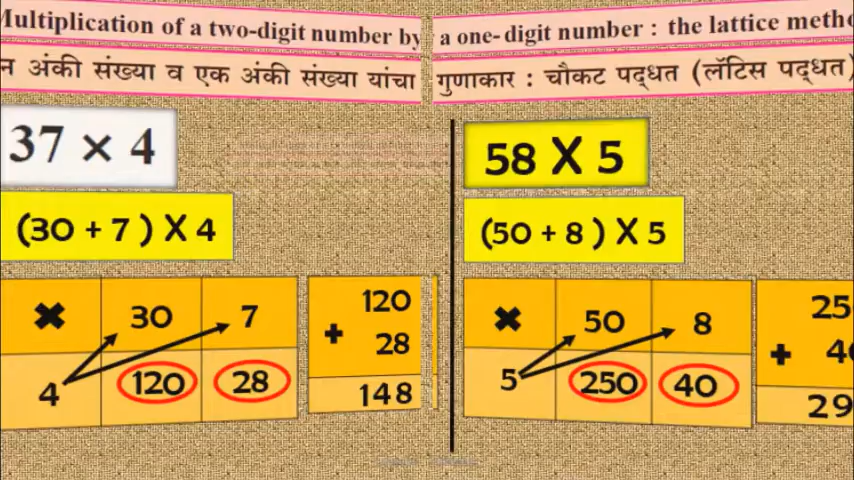 Multiplication of a two-digit number by a one-digit number : the lattice
अंकी संख्या व एक अंकी संख्या यांचा गुणाकार : चौकट पद्धत (लॅटिस पद्धत)
37 × 4
(30 + 7 ) X 4
× 30 7
4 120 28
120
+ 28
148
58 X 5
(50 + 8 ) X 5
× 50 8
5 250 40
+